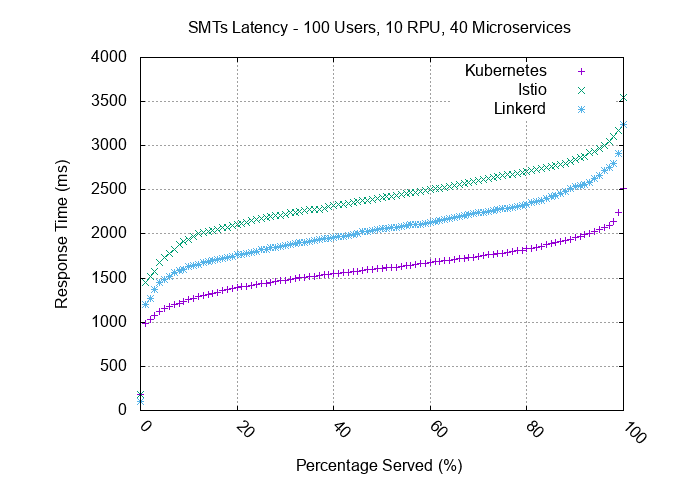 SMTs Latency - 100 Users, 10 RPU, 40 Microservices
4000
3500
3000
2500
2000
1500
1000
500
0
Response Time (ms)
Kubernetes
Istio
Linkerd
0 20 40 60 80 100
Percentage Served (%)